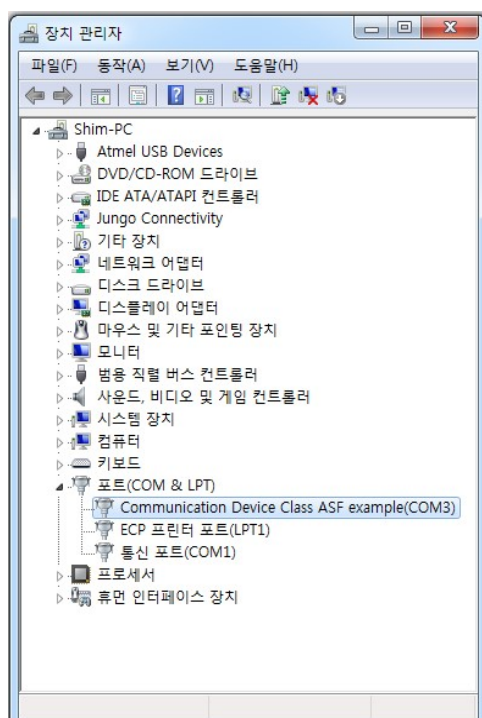 장치 관리자
파일(F) 동작(A) 보기(V) 도움말(H)
Shim-PC
Atmel USB Devices
DVD/CD-ROM 드라이브
IDE ATA/ATAPI 컨트롤러
Jungo Connectivity
기타 장치
네트워크 어댑터
디스크 드라이브
디스플레이 어댑터
마우스 및 기타 포인팅 장치
모니터
범용 직렬 버스 컨트롤러
사운드, 비디오 및 게임 컨트롤러
시스템 장치
컴퓨터
키보드
포트(COM & LPT)
Communication Device Class ASF example(COM3)
ECP 프린터 포트(LPT1)
통신 포트(COM1)
프로세서
휴먼 인터페이스 장치